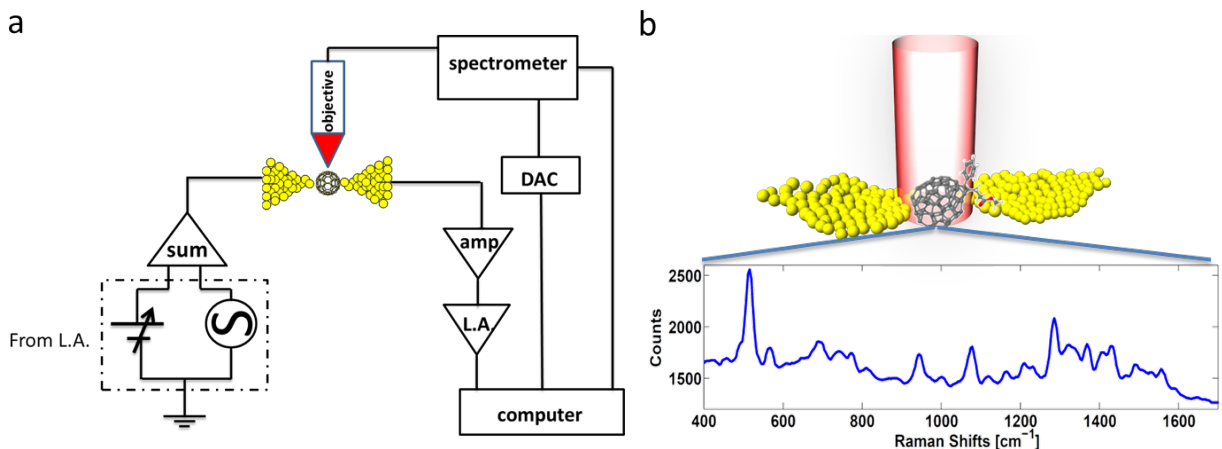 a
spectrometer
objective
DAC
sum
amp
L.A.
From L.A.
S
computer
b
2500
2000
1500
Counts
400
600
800
1000
1200
1400
1600
Raman Shifts [cm⁻¹]